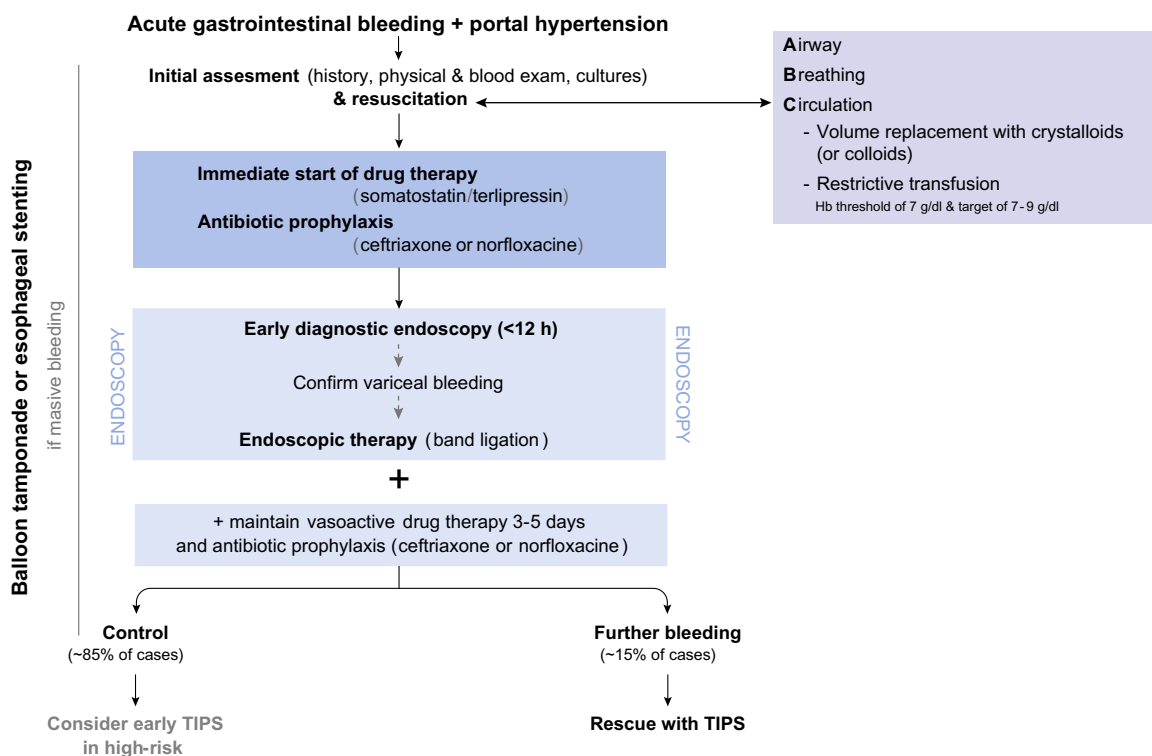 Acute gastrointestinal bleeding + portal hypertension
Initial assesment (history, physical & blood exam, cultures)
& resuscitation
Airway
Breathing
Circulation
- Volume replacement with crystalloids
(or colloids)
- Restrictive transfusion
Hb threshold of 7 g/dl & target of 7-9 g/dl
Balloon tamponade or esophageal stenting
if masive bleeding
Immediate start of drug therapy
(somatostatin/terlipressin)
Antibiotic prophylaxis
(ceftriaxone or norfloxacine)
ENDOSCOPY
Early diagnostic endoscopy (<12 h)
Confirm variceal bleeding
Endoscopic therapy (band ligation)
ENDOSCOPY
+
+ maintain vasoactive drug therapy 3-5 days
and antibiotic prophylaxis (ceftriaxone or norfloxacine)
Control
(~85% of cases)
Further bleeding
(~15% of cases)
Consider early TIPS
in high-risk
Rescue with TIPS